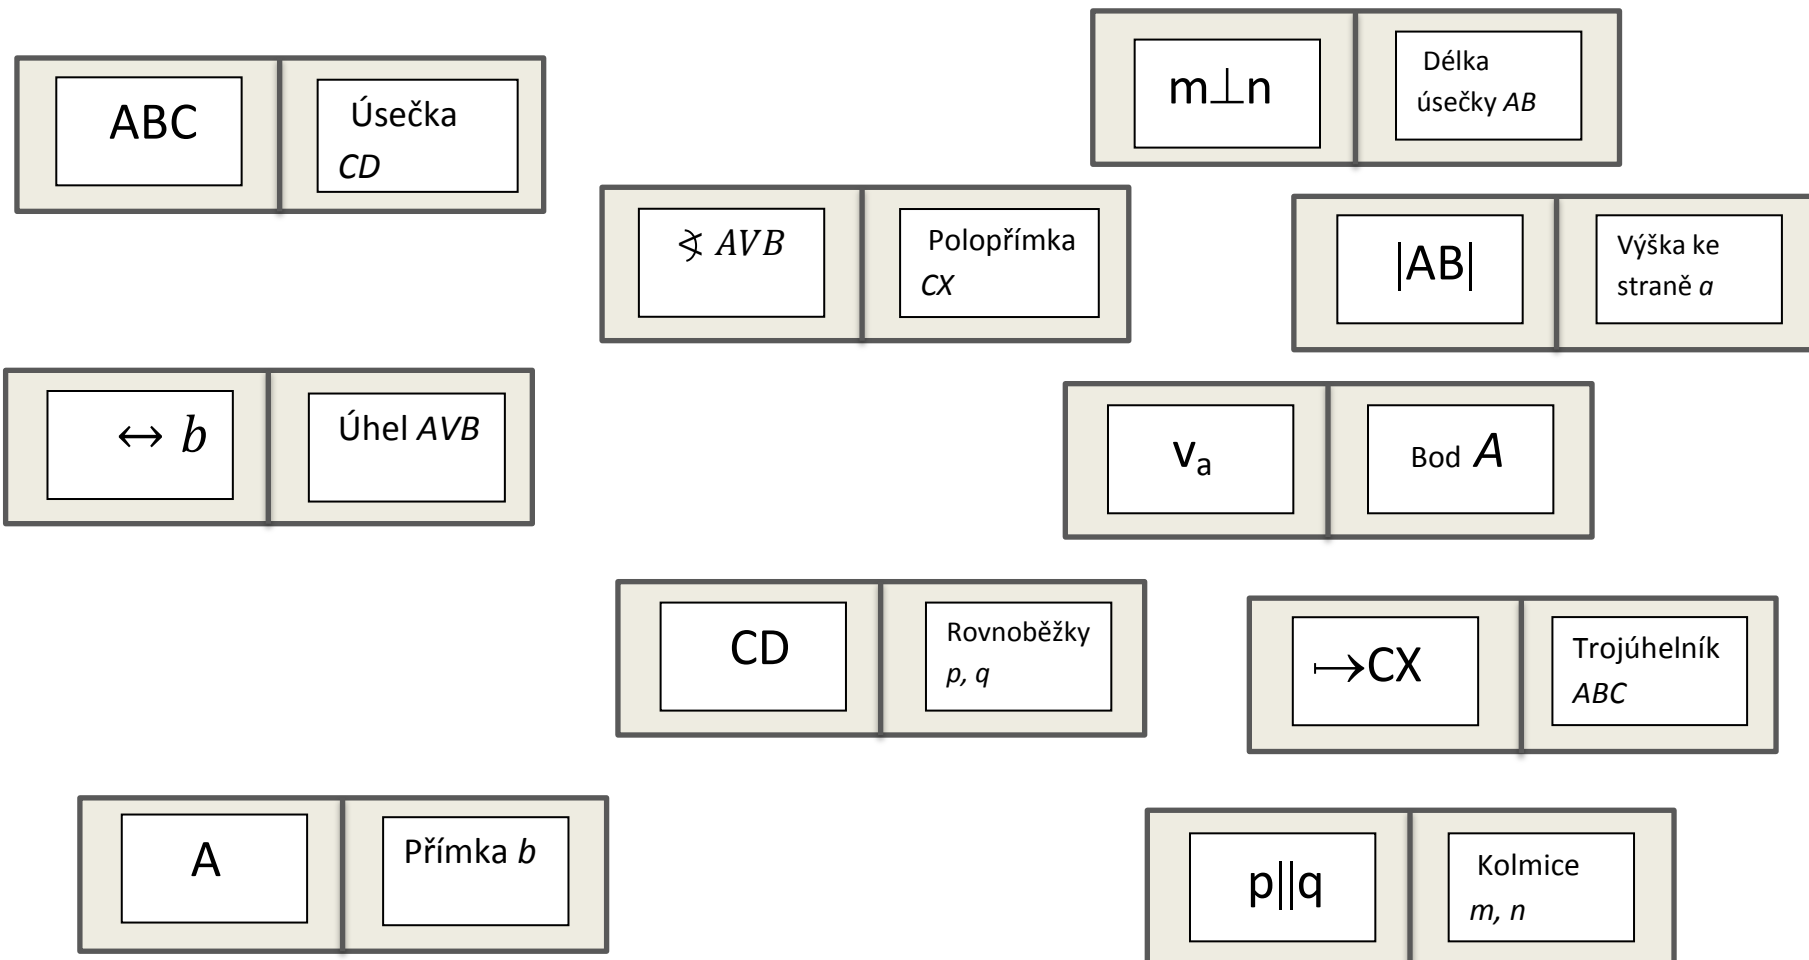 ABC
Úsečka
CD
m⊥n
Délka
úsečky AB
∢ AVB
Polopřímka
CX
|AB|
Výška ke
straně a
↔ b
Úhel AVB
vₐ
Bod A
CD
Rovnoběžky
p, q
↦CX
Trojúhelník
ABC
A
Přímka b
p||q
Kolmice
m, n